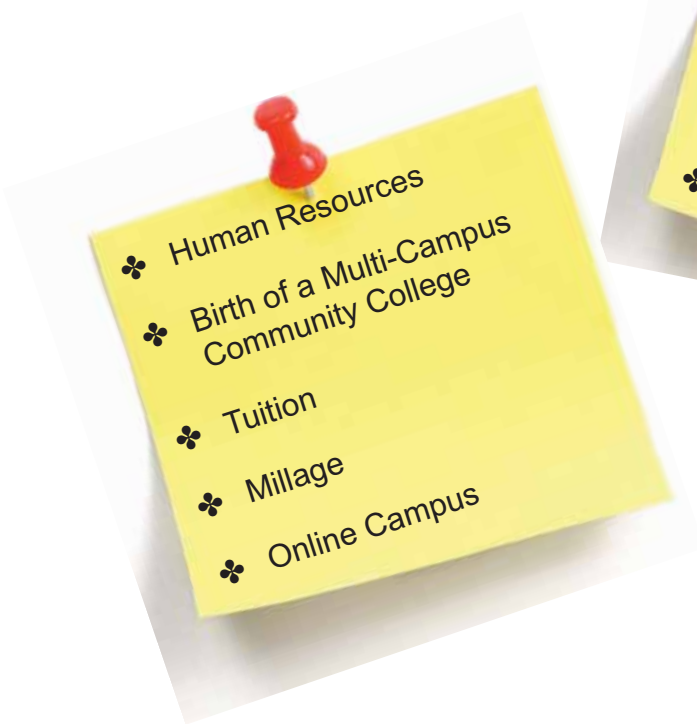 ✤ Human Resources
✤ Birth of a Multi-Campus
Community College
✤ Tuition
✤ Millage
✤ Online Campus